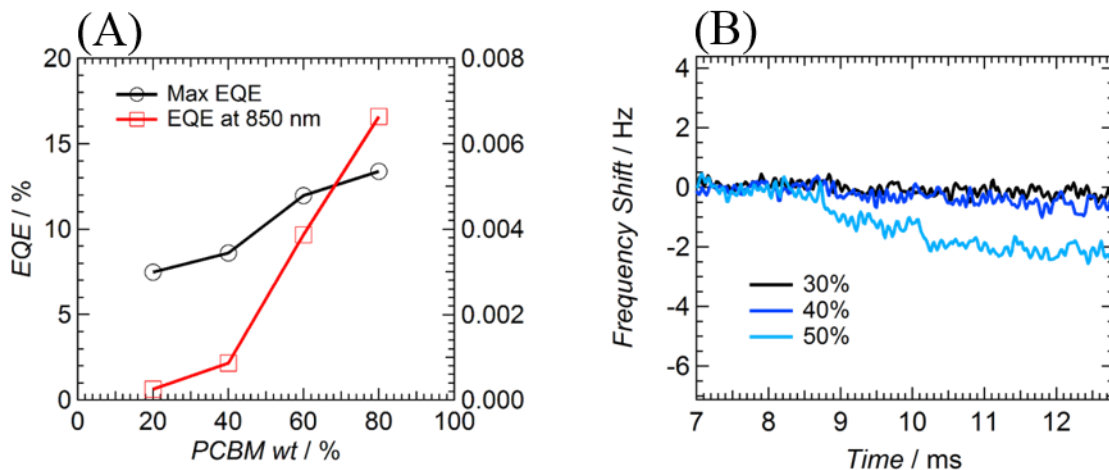 (A)
20
15
10
5
0
EQE / %
Max EQE
EQE at 850 nm
0.008
0.006
0.004
0.002
0.000
0 20 40 60 80 100
PCBM wt / %
(B)
4
2
0
-2
-4
-6
Frequency Shift / Hz
30%
40%
50%
7 8 9 10 11 12
Time / ms